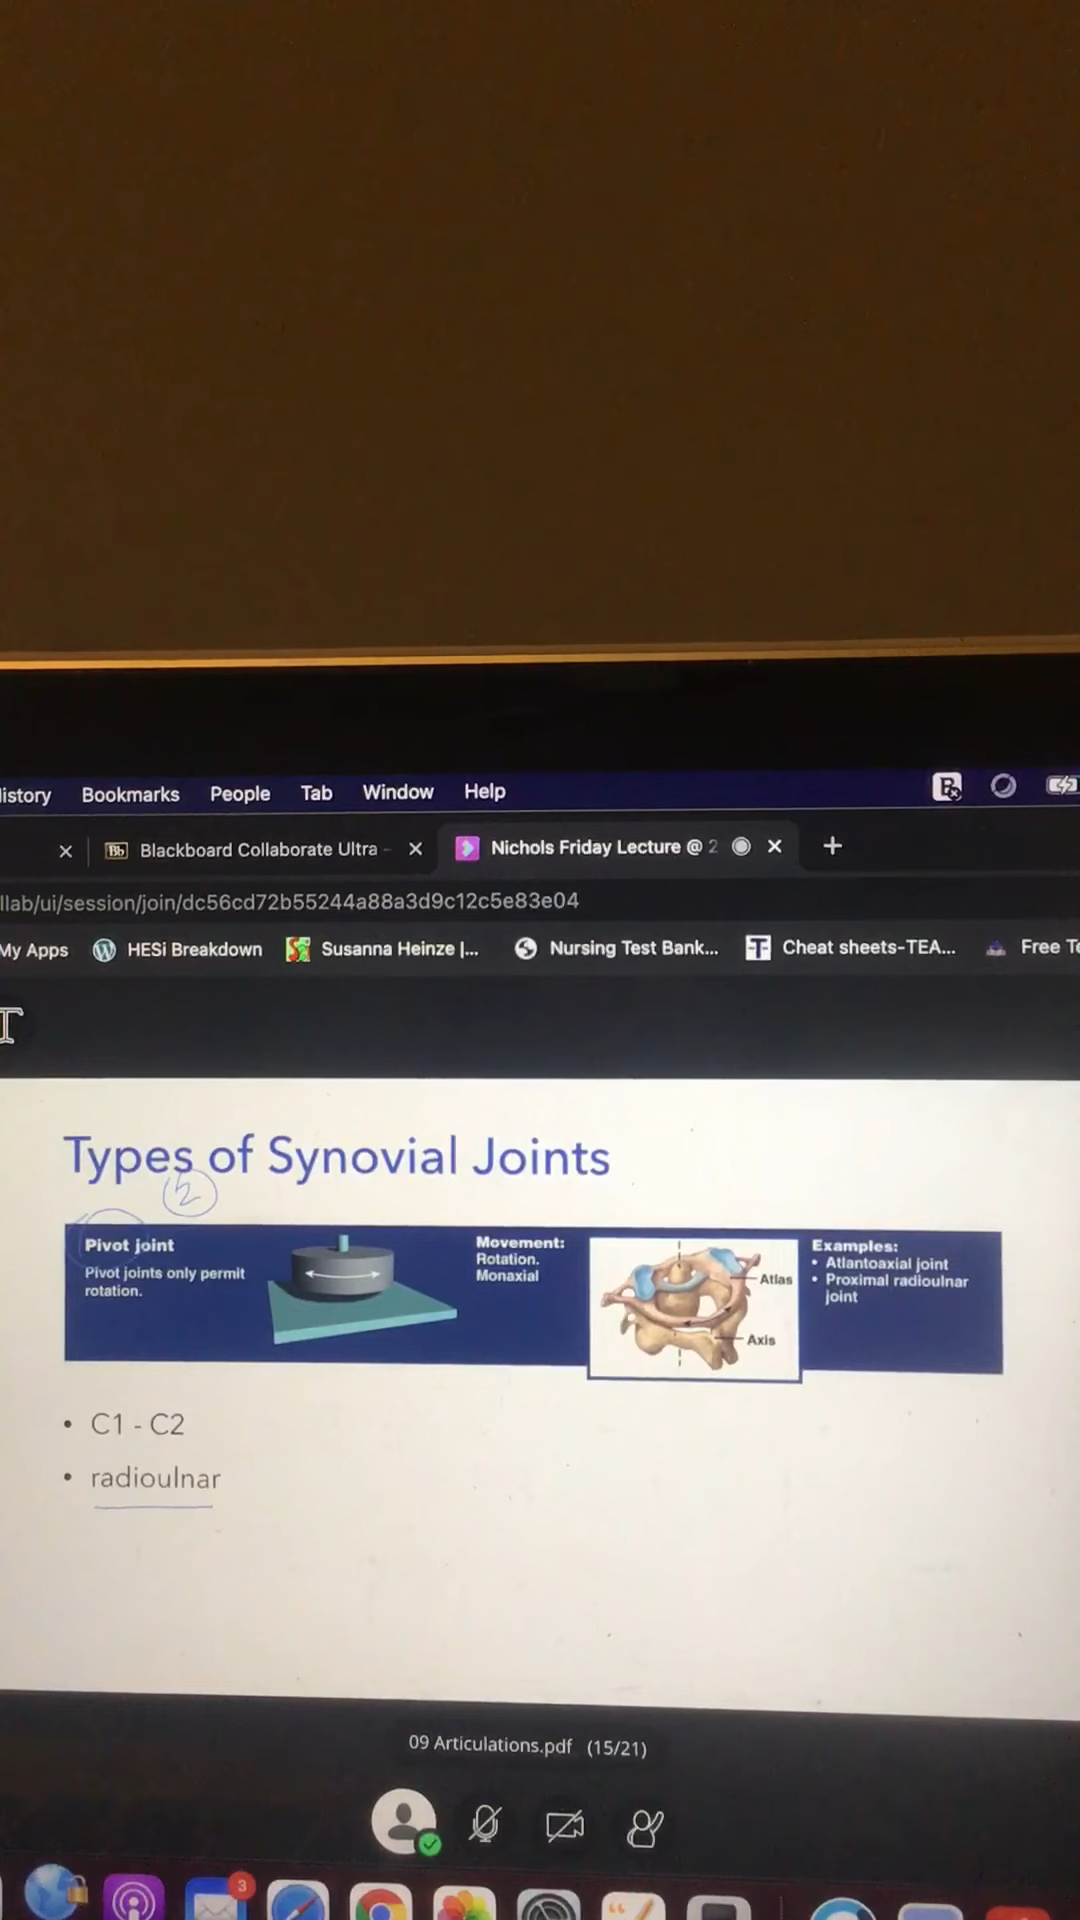 History Bookmarks People Tab Window Help
Blackboard Collaborate Ultra - Nichols Friday Lecture @ 2
llab/ui/session/join/dc56cd72b55244a88a3d9c12c5e83e04
My Apps HESi Breakdown Susanna Heinze |... Nursing Test Bank... Cheat sheets-TEA... Free Te
Types of Synovial Joints
2
Pivot joint
Pivot joints only permit
rotation.
Movement:
Rotation.
Monaxial
Atlas
Axis
Examples:
• Atlantoaxial joint
• Proximal radioulnar
joint
• C1 - C2
• radioulnar
09 Articulations.pdf (15/21)
3